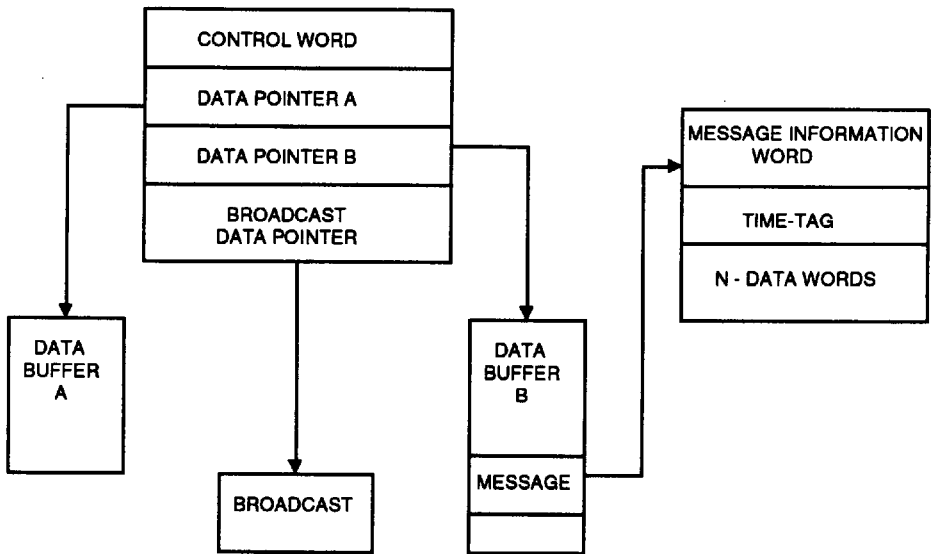 CONTROL WORD
DATA POINTER A
DATA POINTER B
BROADCAST
DATA POINTER
MESSAGE INFORMATION
WORD
TIME-TAG
N - DATA WORDS
DATA
BUFFER
A
BROADCAST
DATA
BUFFER
B
MESSAGE